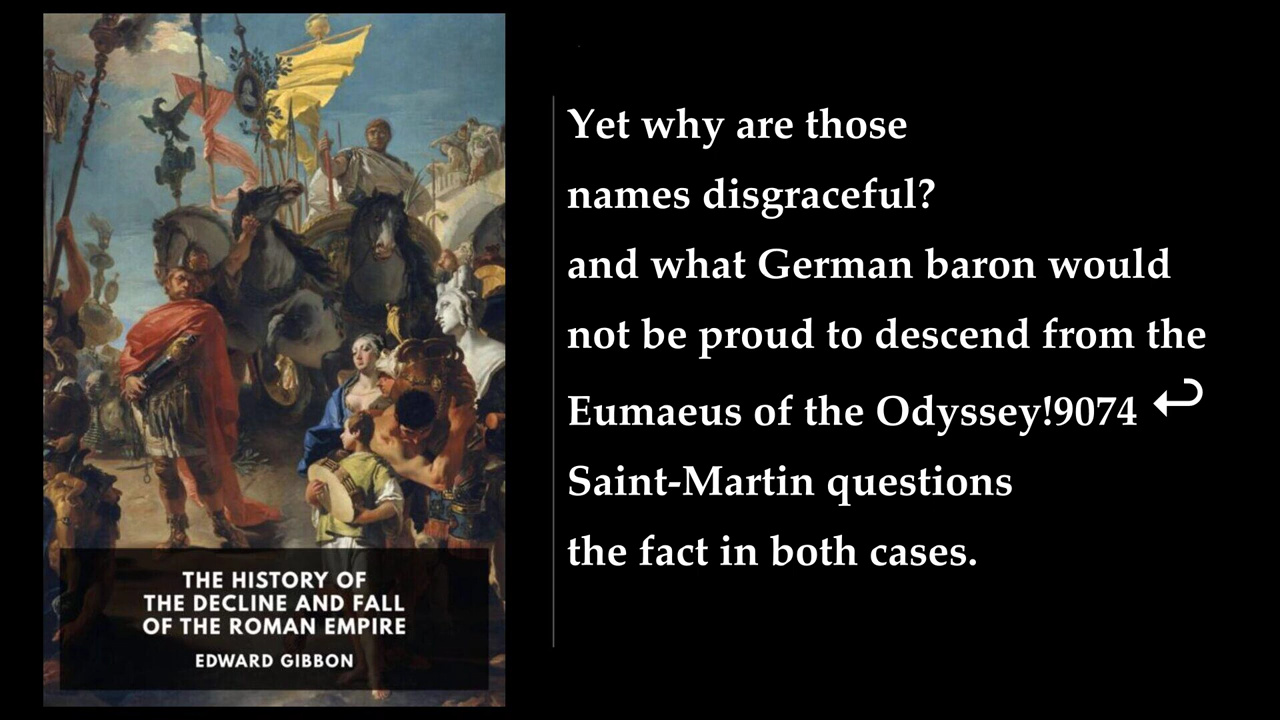 THE HISTORY OF
THE DECLINE AND FALL
OF THE ROMAN EMPIRE
EDWARD GIBBON
Yet why are those
names disgraceful?
and what German baron would
not be proud to descend from the
Eumaeus of the Odyssey!9074 ↩
Saint-Martin questions
the fact in both cases.